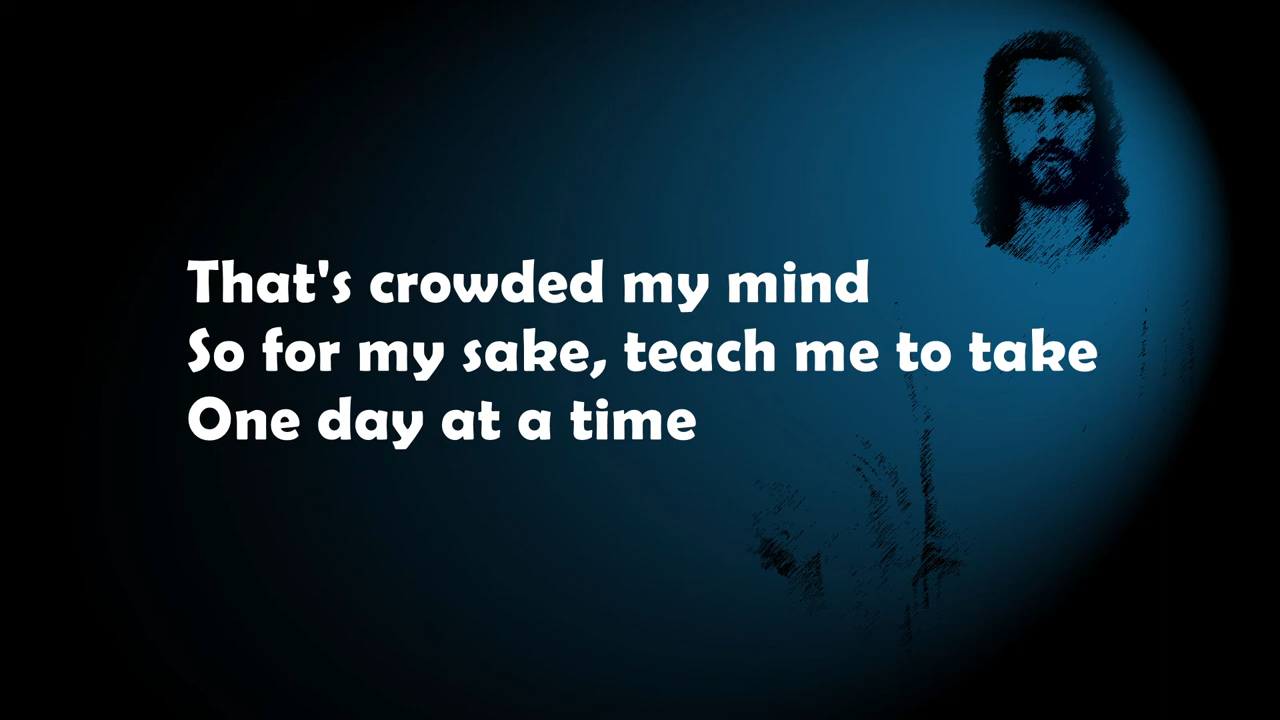 That's crowded my mind
So for my sake, teach me to take
One day at a time